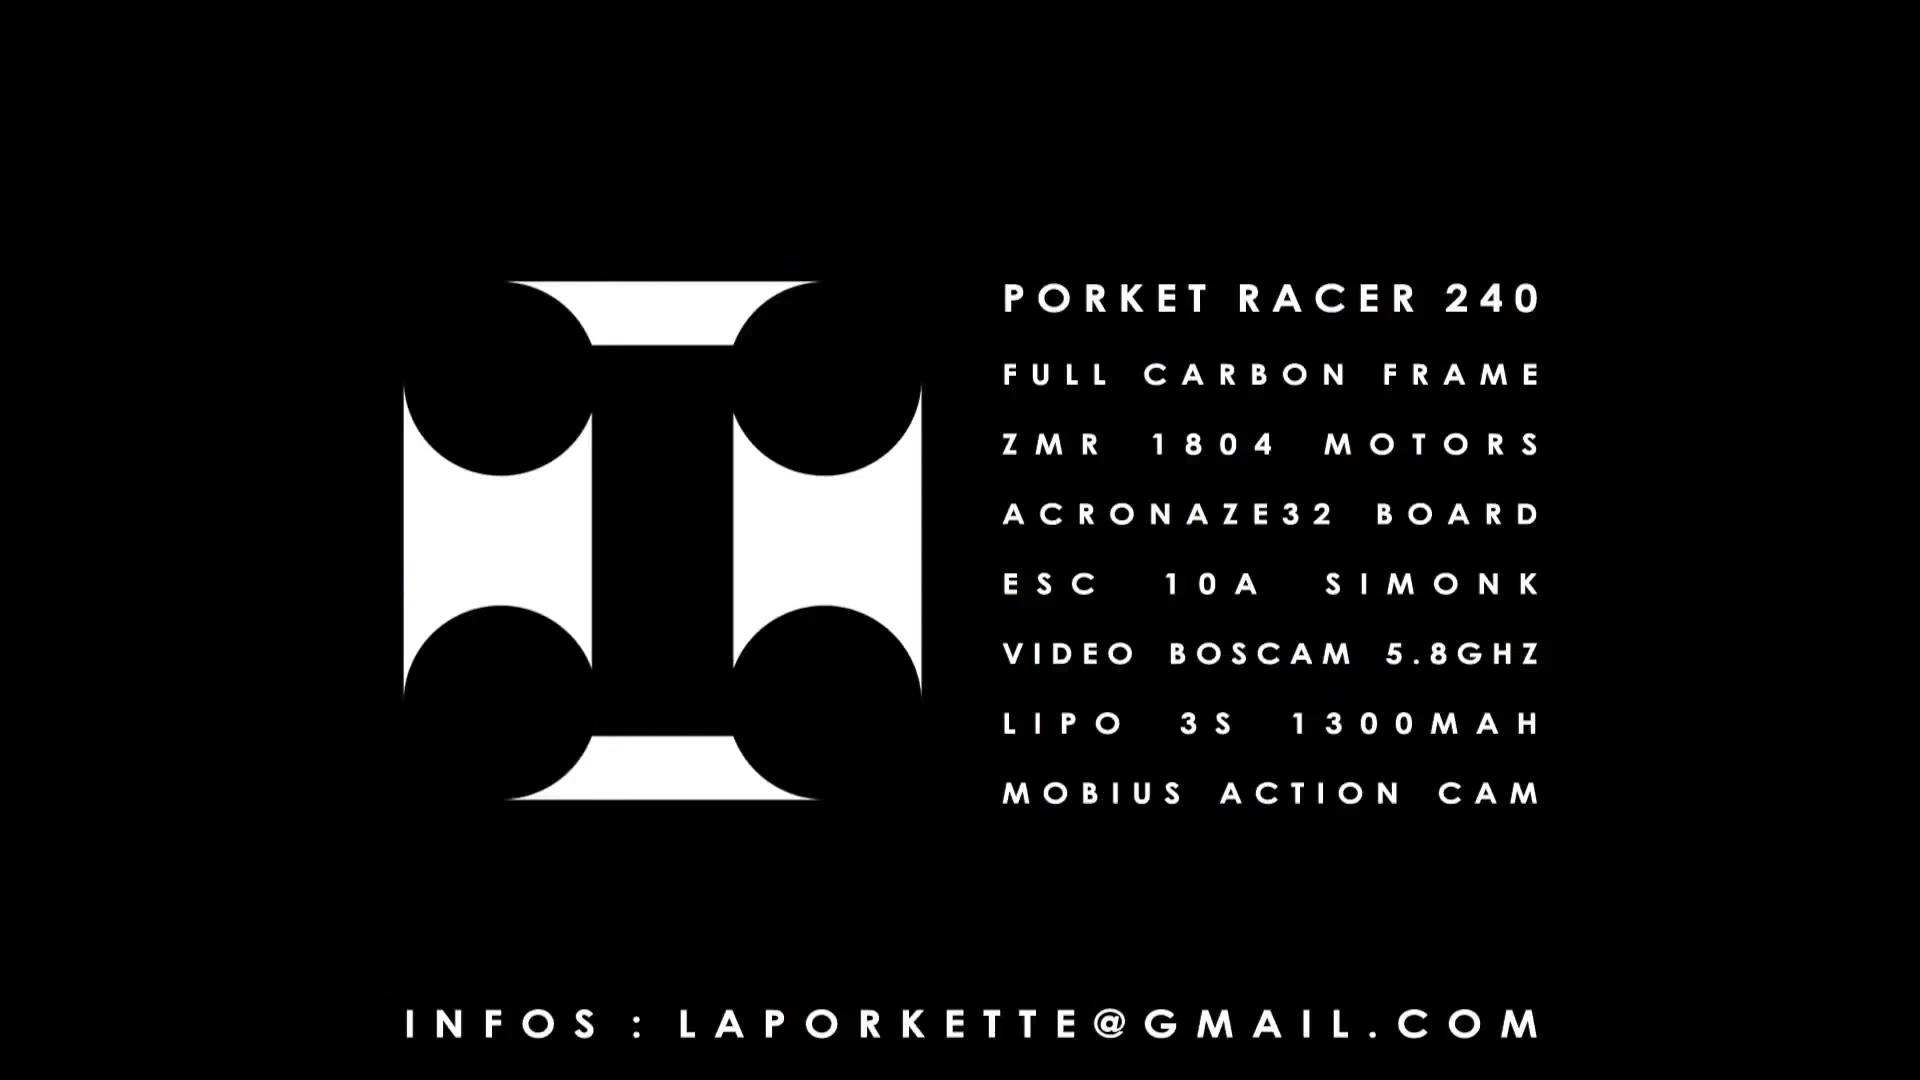 PORKET RACER 240
FULL CARBON FRAME
ZMR 1804 MOTORS
ACRONAZE32 BOARD
ESC 10A SIMONK
VIDEO BOSCAM 5.8GHZ
LIPO 3S 1300MAH
MOBIUS ACTION CAM
INFOS : LAPORKETTE@GMAIL.COM